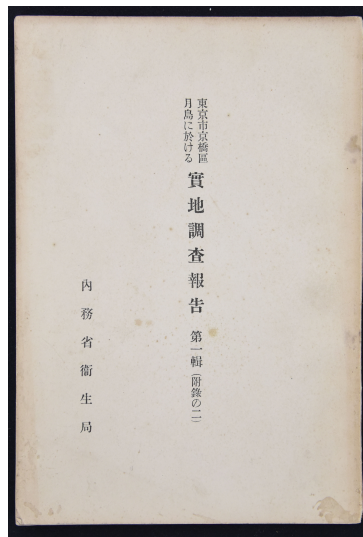 東京市京橋區
月島に於ける
實地調査報告 第一輯(附錄の二)
內務省衞生局